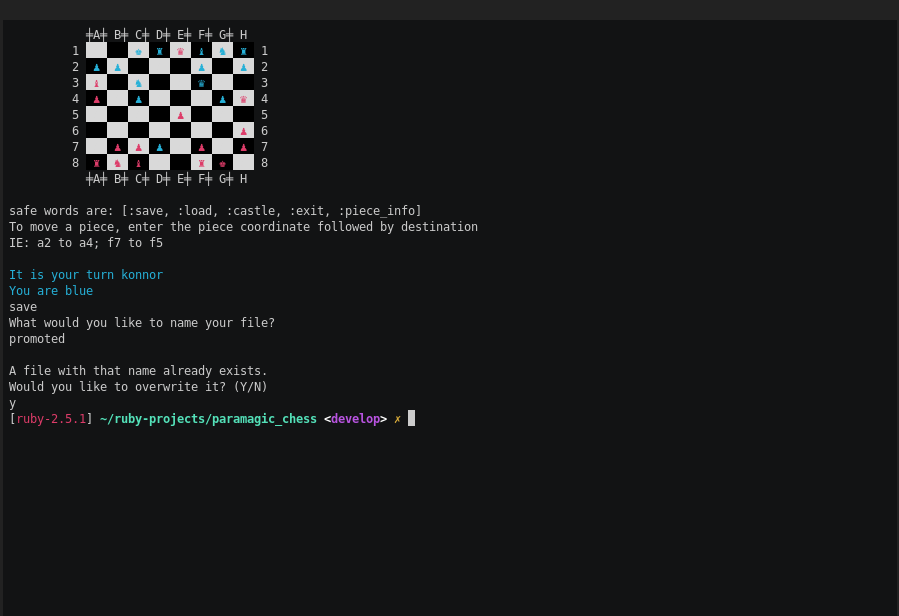 ╪A╪ B╪ C╪ D╪ E╪ F╪ G╪ H
1 ♚ ♜ ♛ ♝ ♞ ♜ 1
2 ♟ ♟ ♟ ♟ 2
3 ♝ ♞ ♛ 3
4 ♟ ♟ ♟ ♛ 4
5 ♟ 5
6 ♟ 6
7 ♟ ♟ ♟ ♟ ♟ 7
8 ♜ ♞ ♝ ♜ ♚ 8
╪A╪ B╪ C╪ D╪ E╪ F╪ G╪ H
safe words are: [:save, :load, :castle, :exit, :piece_info]
To move a piece, enter the piece coordinate followed by destination
IE: a2 to a4; f7 to f5
It is your turn konnor
You are blue
save
What would you like to name your file?
promoted
A file with that name already exists.
Would you like to overwrite it? (Y/N)
y
[ruby-2.5.1] ~/ruby-projects/paramagic_chess <develop> ✗